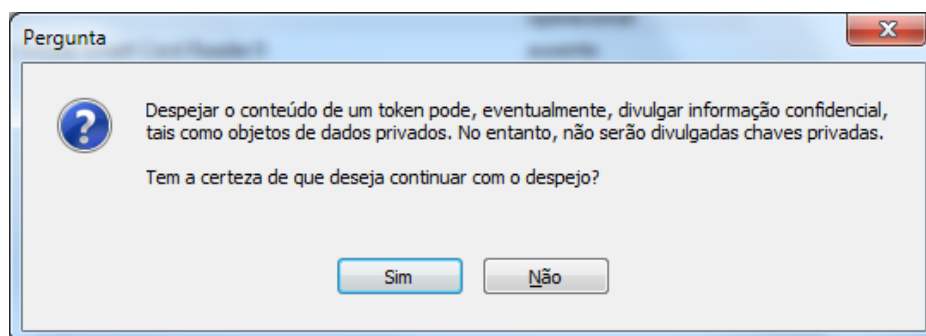 Pergunta
Despejar o conteúdo de um token pode, eventualmente, divulgar informação confidencial,
tais como objetos de dados privados. No entanto, não serão divulgadas chaves privadas.
Tem a certeza de que deseja continuar com o despejo?
Sim
Não